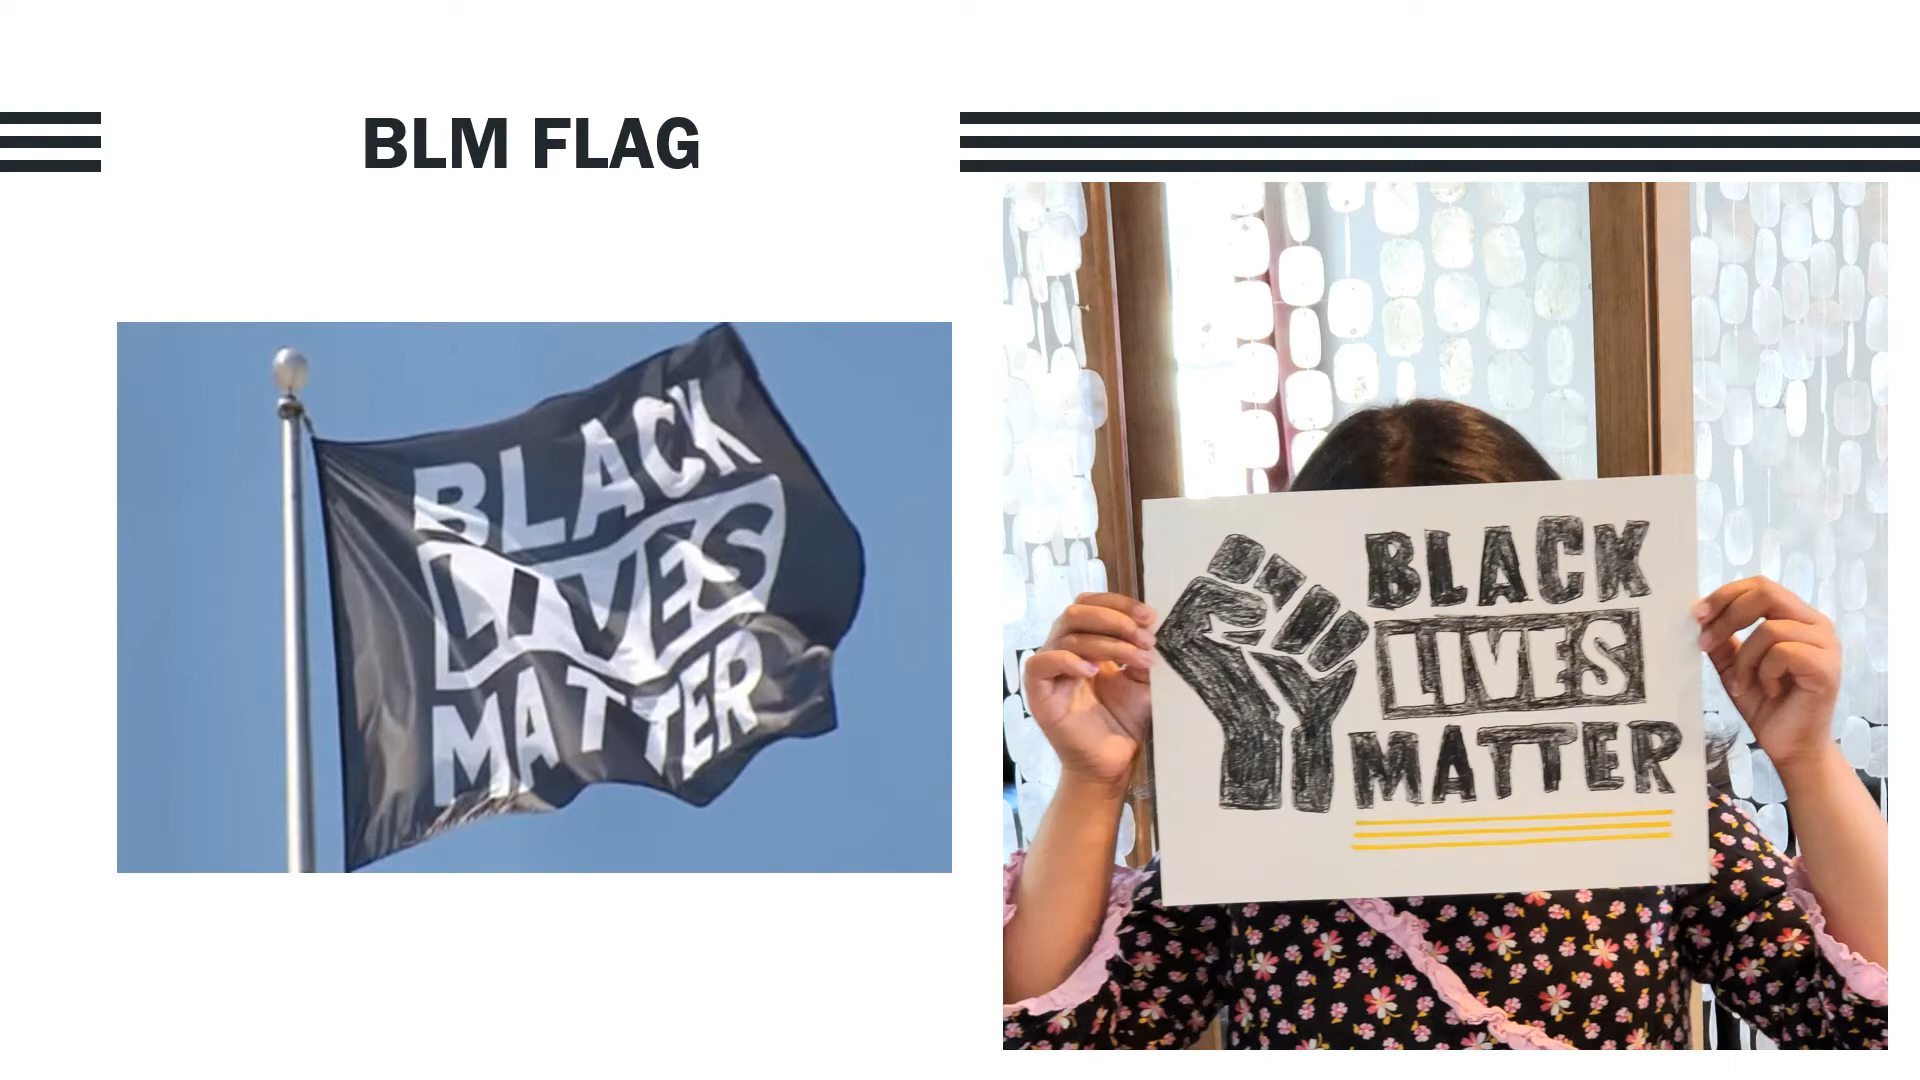 BLM FLAG
BLACK
LIVES
MATTER
BLACK
LIVES
MATTER